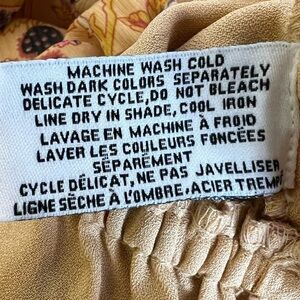 MACHINE WASH COLD
WASH DARK COLORS SEPARATELY
DELICATE CYCLE, DO NOT BLEACH
LINE DRY IN SHADE, COOL IRON
LAVAGE EN MACHINE À FROID
LAVER LES COULEURS FONCÉES
SÉPARÉMENT
CYCLE DÉLICAT, NE PAS JAVELLISER
LIGNE SÈCHE À L'OMBRE, ACIER TREMPÉ